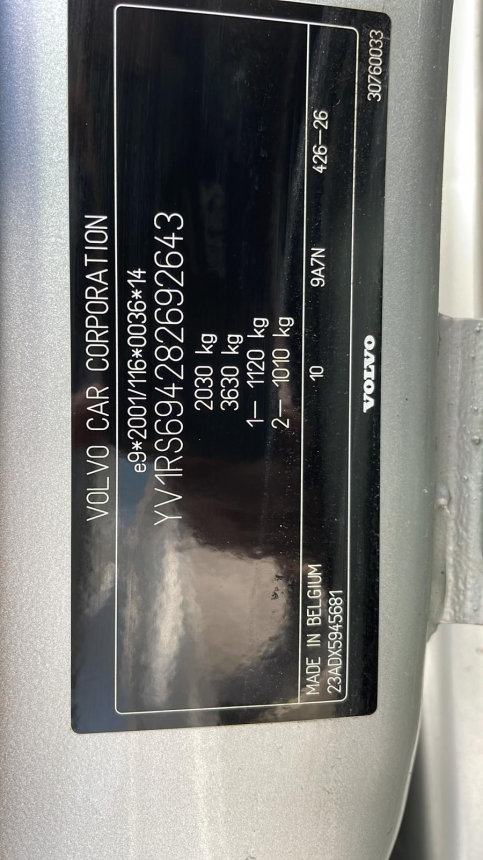 VOLVO CAR CORPORATION
e9*2001/116*0036*14
YV1RS694282692643
2030 kg
3630 kg
1— 1120 kg
2— 1010 kg
MADE IN BELGIUM 10 9A7N 426-26
23ADX5945681
VOLVO 30760033